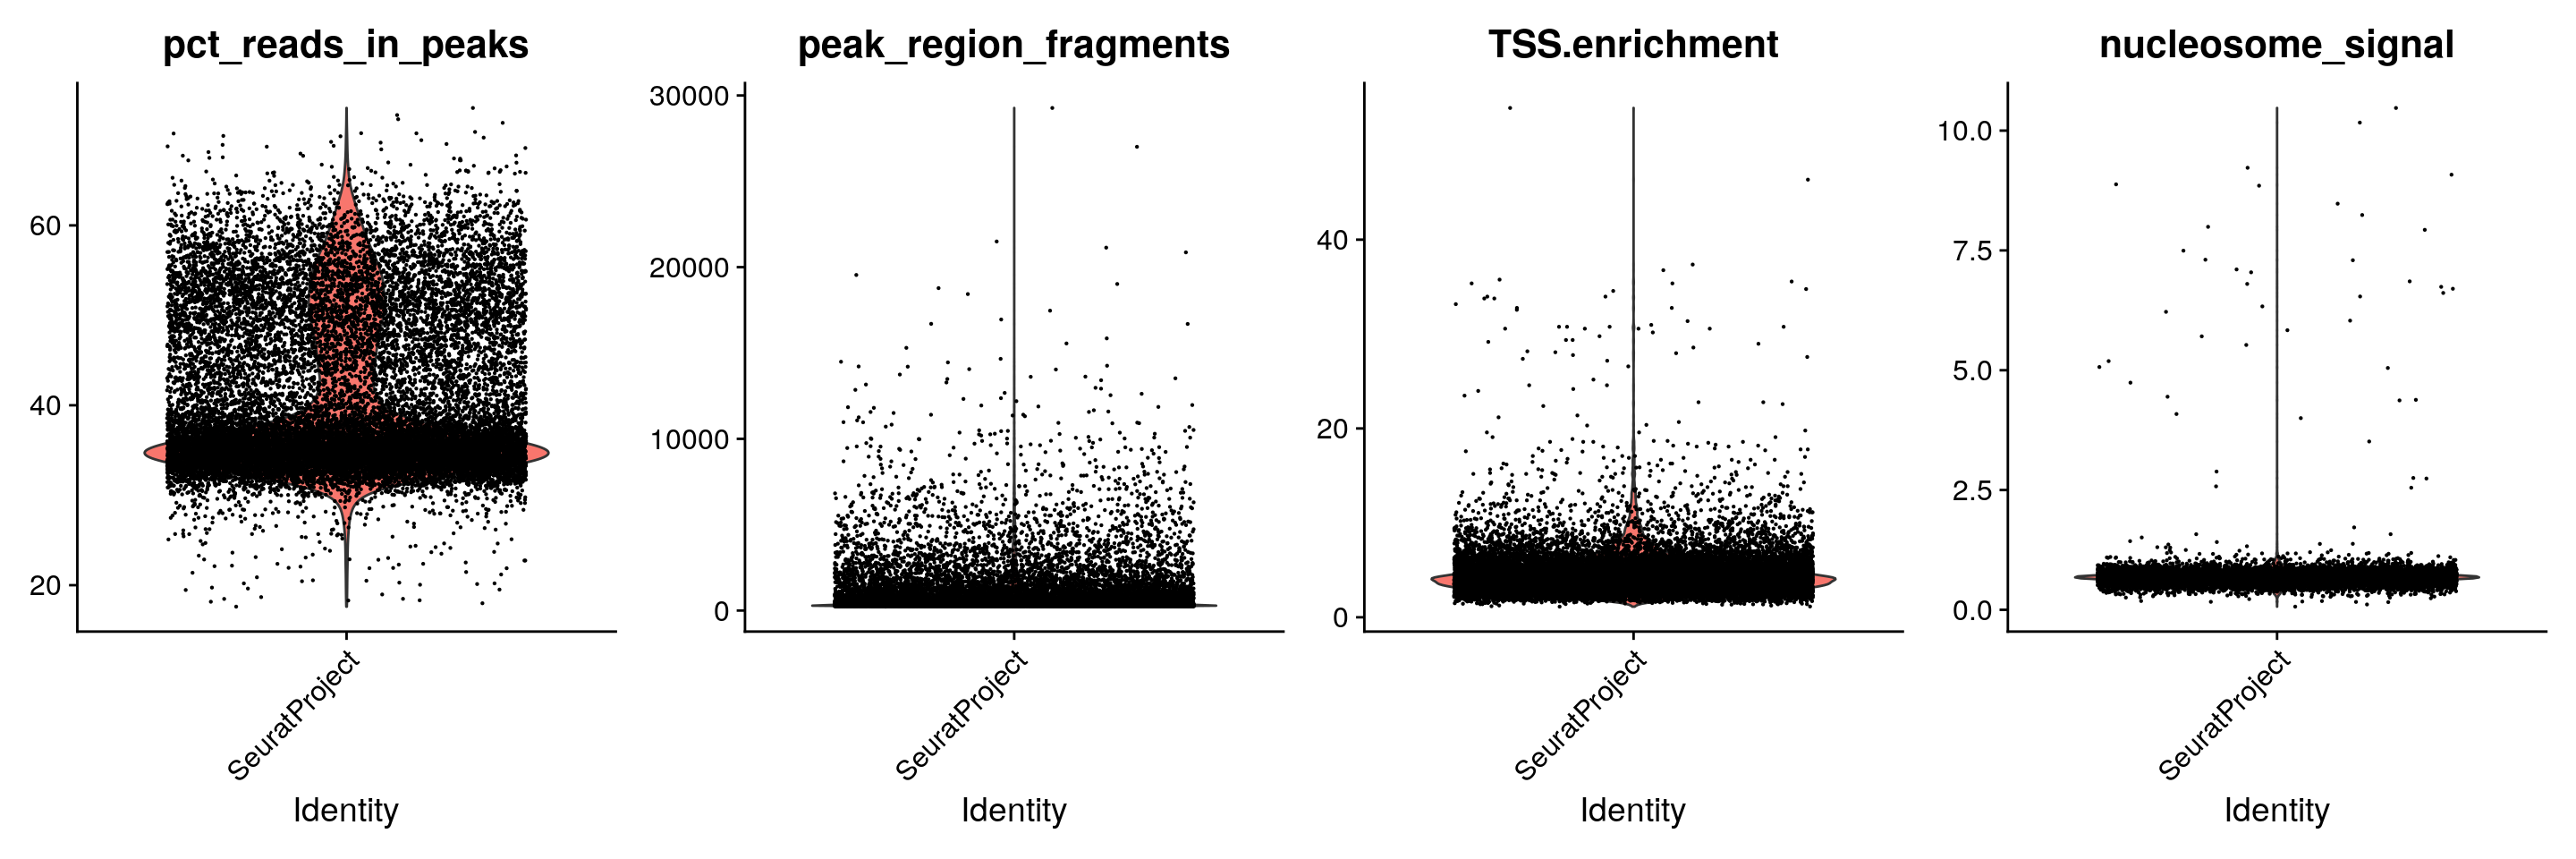 pct_reads_in_peaks
60
40
20
SeuratProject
Identity
peak_region_fragments
30000
20000
10000
0
SeuratProject
Identity
TSS.enrichment
40
20
0
SeuratProject
Identity
nucleosome_signal
10.0
7.5
5.0
2.5
0.0
SeuratProject
Identity